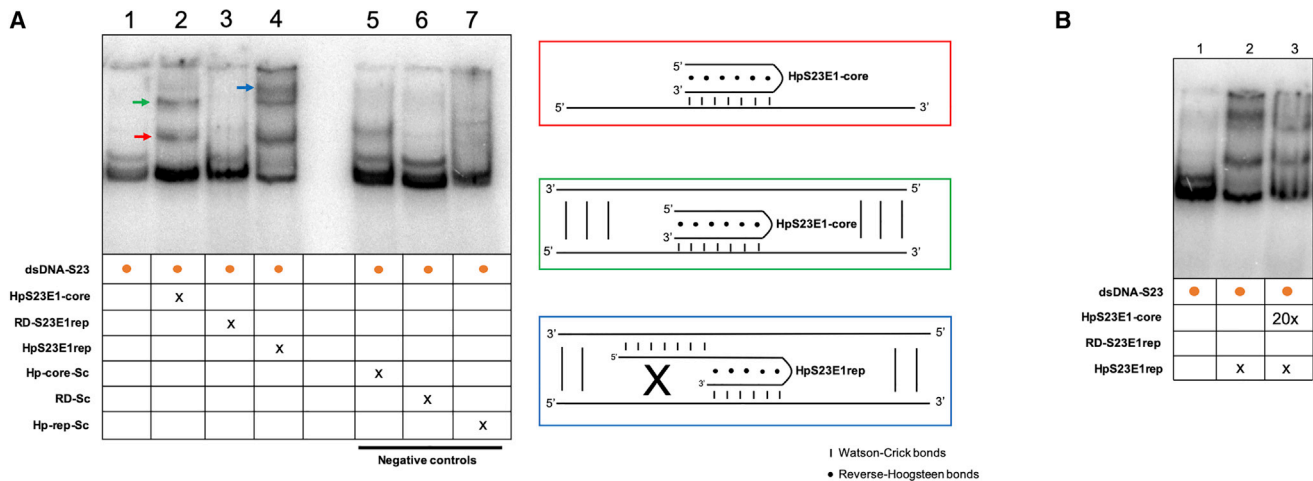 A
1 2 3 4 5 6 7
dsDNA-S23
HpS23E1-core X
RD-S23E1rep X
HpS23E1rep X
Hp-core-Sc X
RD-Sc X
Hp-rep-Sc X
Negative controls
5'
HpS23E1-core
3'
5' 3'
3' 5'
5'
HpS23E1-core
3'
5' 3'
3' 5'
5'
X HpS23E1rep
3'
5' 3'
Watson-Crick bonds
Reverse-Hoogsteen bonds
B
1 2 3
dsDNA-S23
HpS23E1-core 20x
RD-S23E1rep
HpS23E1rep X X